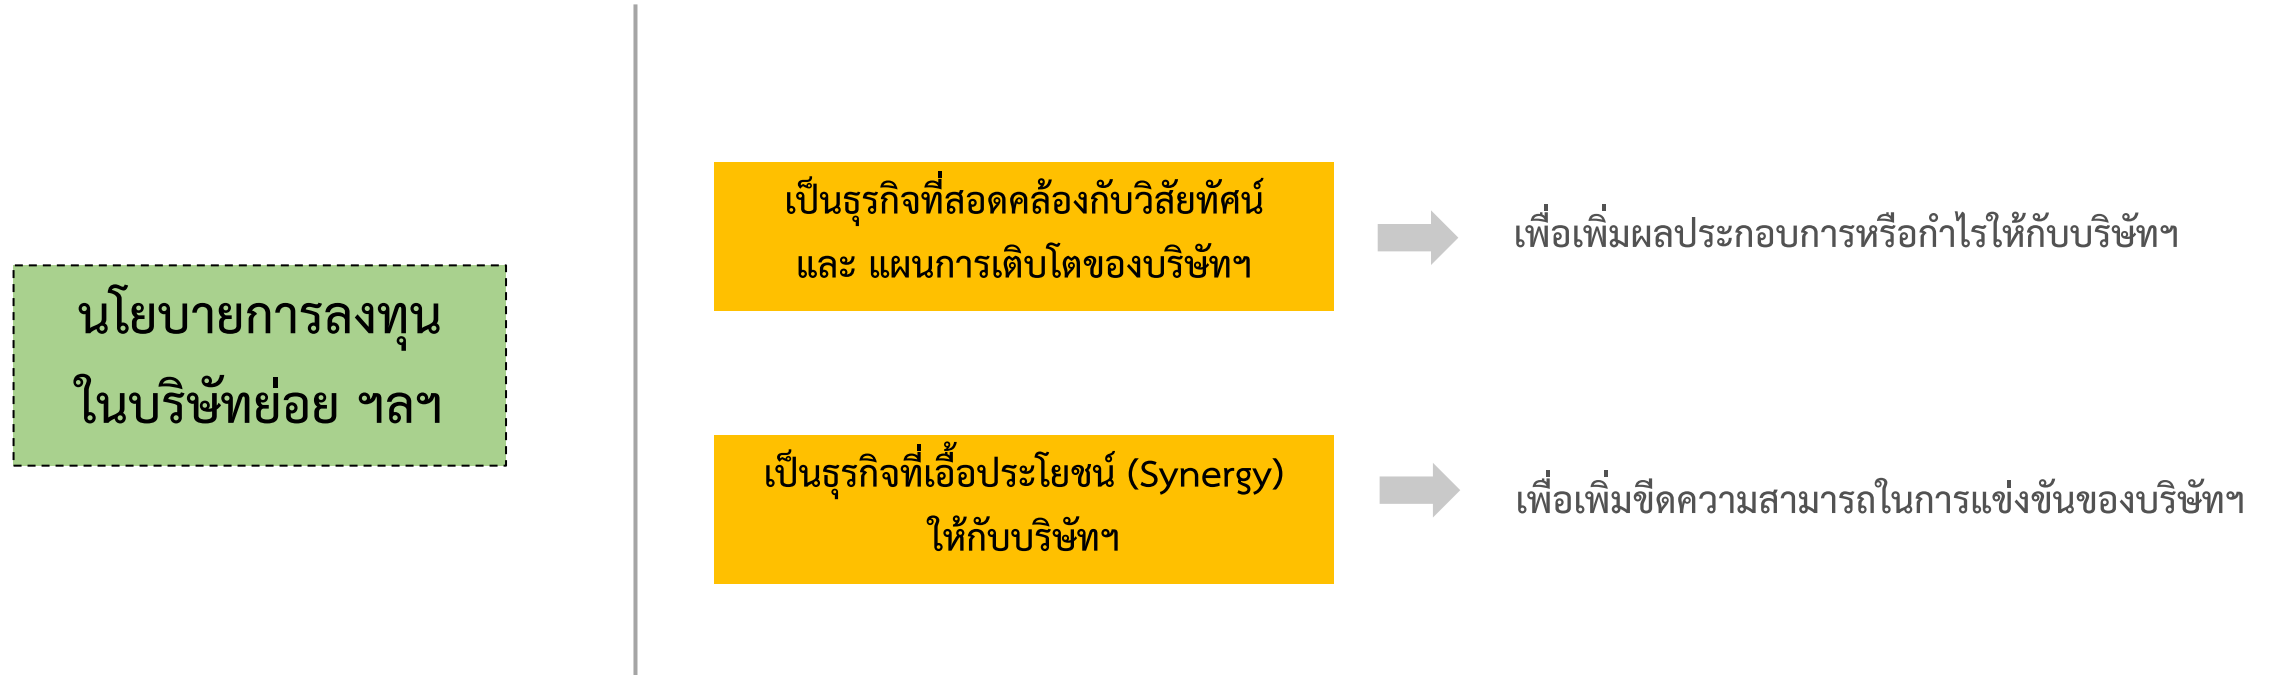 นโยบายการลงทุน
ในบริษัทย่อย ฯลฯ
เป็นธุรกิจที่สอดคล้องกับวิสัยทัศน์
และ แผนการเติบโตของบริษัทฯ
เพื่อเพิ่มผลประกอบการหรือกำไรให้กับบริษัทฯ
เป็นธุรกิจที่เอื้อประโยชน์ (Synergy)
ให้กับบริษัทฯ
เพื่อเพิ่มขีดความสามารถในการแข่งขันของบริษัทฯ